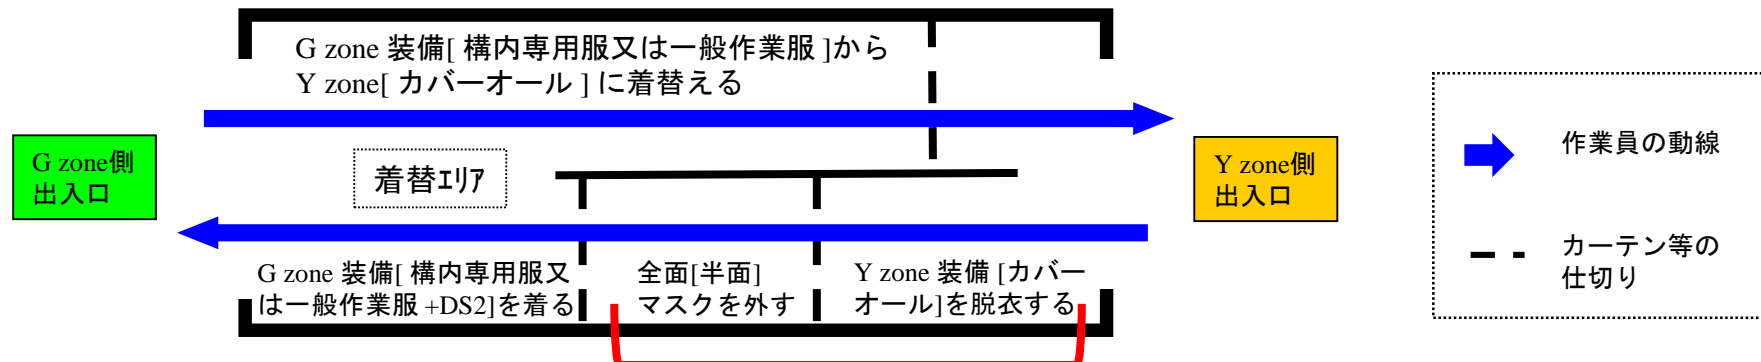 G zone 装備[ 構内専用服又は一般作業服 ]から
Y zone[ カバーオール ] に着替える
G zone側
出入口
着替ｴﾘｱ
Y zone側
出入口
G zone 装備[ 構内専用服又
は一般作業服 +DS2]を着る
全面[半面]
マスクを外す
Y zone 装備 [カバー
オール]を脱衣する
作業員の動線
カーテン等の
仕切り